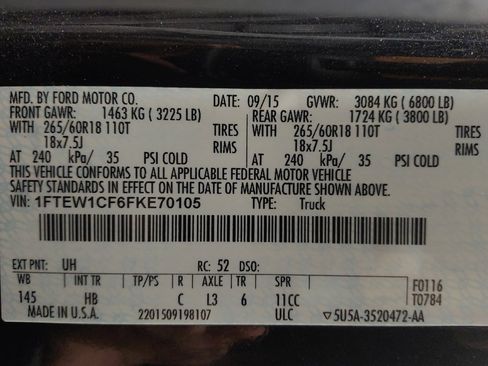 MFD. BY FORD MOTOR CO. DATE: 09/15 GVWR: 3084 KG ( 6800 LB)
FRONT GAWR: 1463 KG ( 3225 LB) REAR GAWR: 1724 KG ( 3800 LB)
WITH 265/60R18 110T TIRES WITH 265/60R18 110T TIRES
18x7.5J RIMS 18x7.5J RIMS
AT 240 kPa/ 35 PSI COLD AT 240 kPa/ 35 PSI COLD
THIS VEHICLE CONFORMS TO ALL APPLICABLE FEDERAL MOTOR VEHICLE
SAFETY STANDARDS IN EFFECT ON THE DATE OF MANUFACTURE SHOWN ABOVE.
VIN: 1FTEW1CF6FKE70105 TYPE: Truck
EXT PNT: UH RC: 52 DSO:
WB INT TR TP/PS R AXLE TR SPR F0116
145 HB C L3 6 11CC T0784
MADE IN U.S.A. 2201509198107 ULC ▽5U5A-3520472-AA